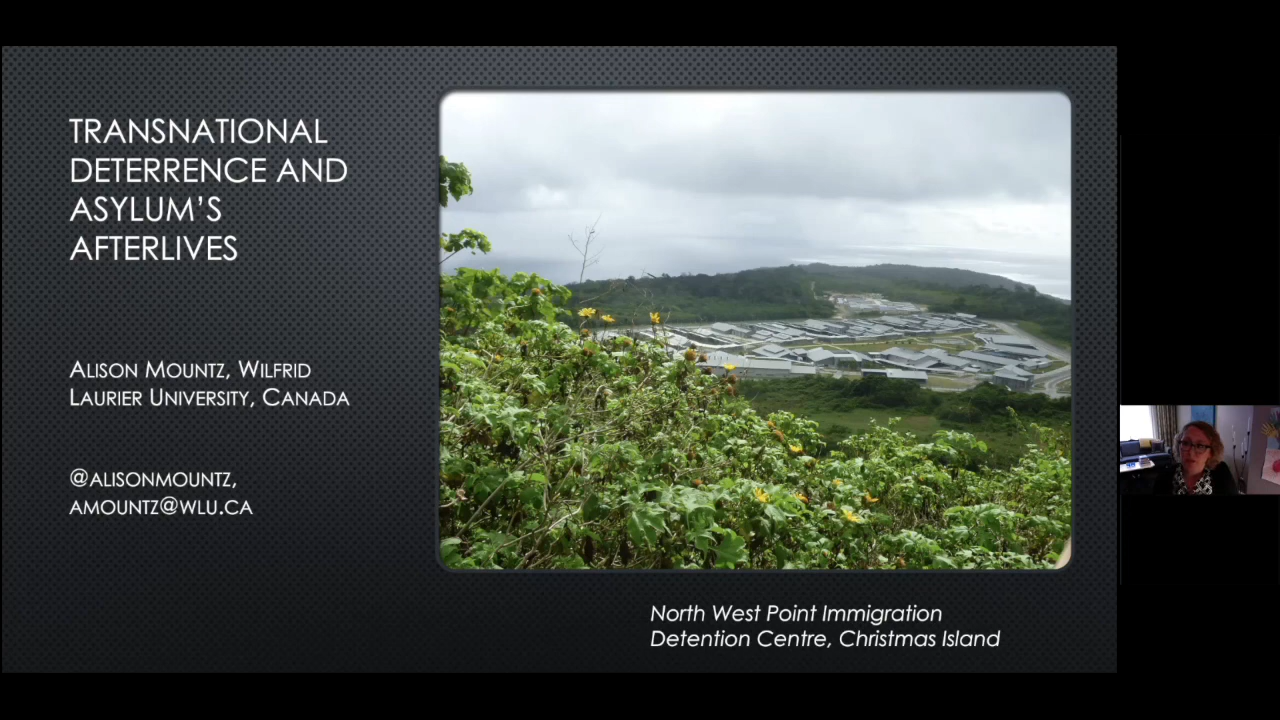 TRANSNATIONAL
DETERRENCE AND
ASYLUM'S
AFTERLIVES
ALISON MOUNTZ, WILFRID
LAURIER UNIVERSITY, CANADA
@ALISONMOUNTZ,
AMOUNTZ@WLU.CA
North West Point Immigration
Detention Centre, Christmas Island